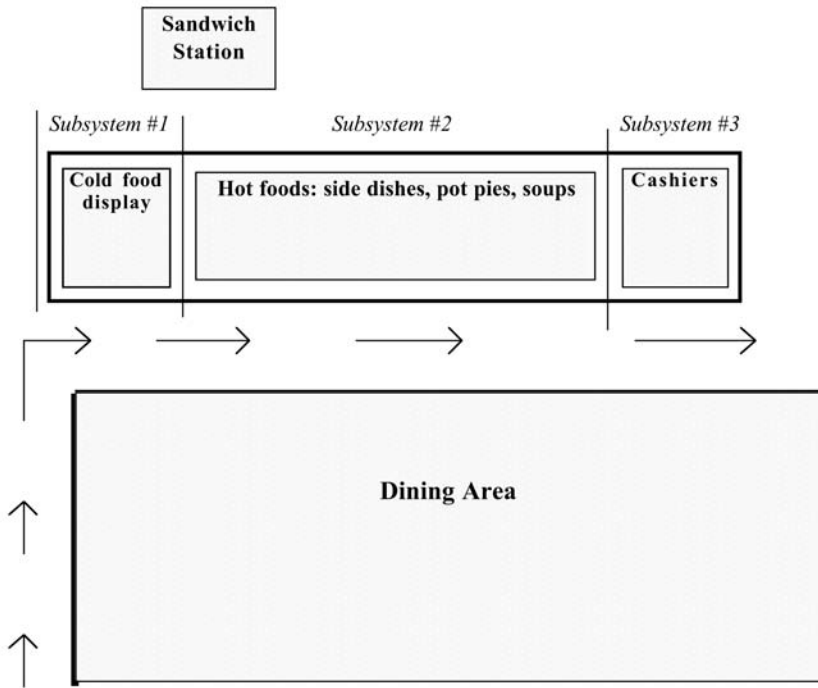 Sandwich
Station
Subsystem #1
Subsystem #2
Subsystem #3
Cold food
display
Hot foods: side dishes, pot pies, soups
Cashiers
Dining Area